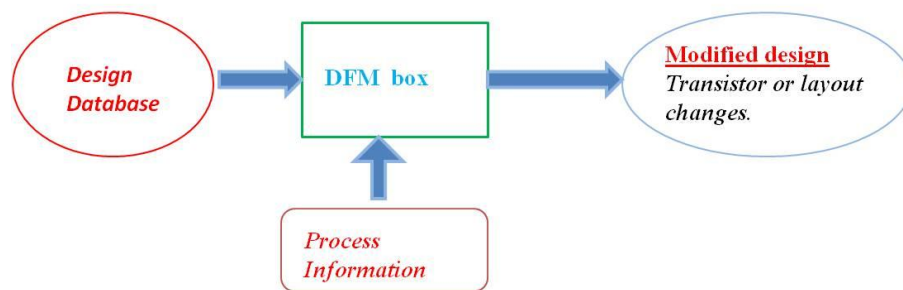 Design
Database
DFM box
Modified design
Transistor or layout
changes.
Process
Information